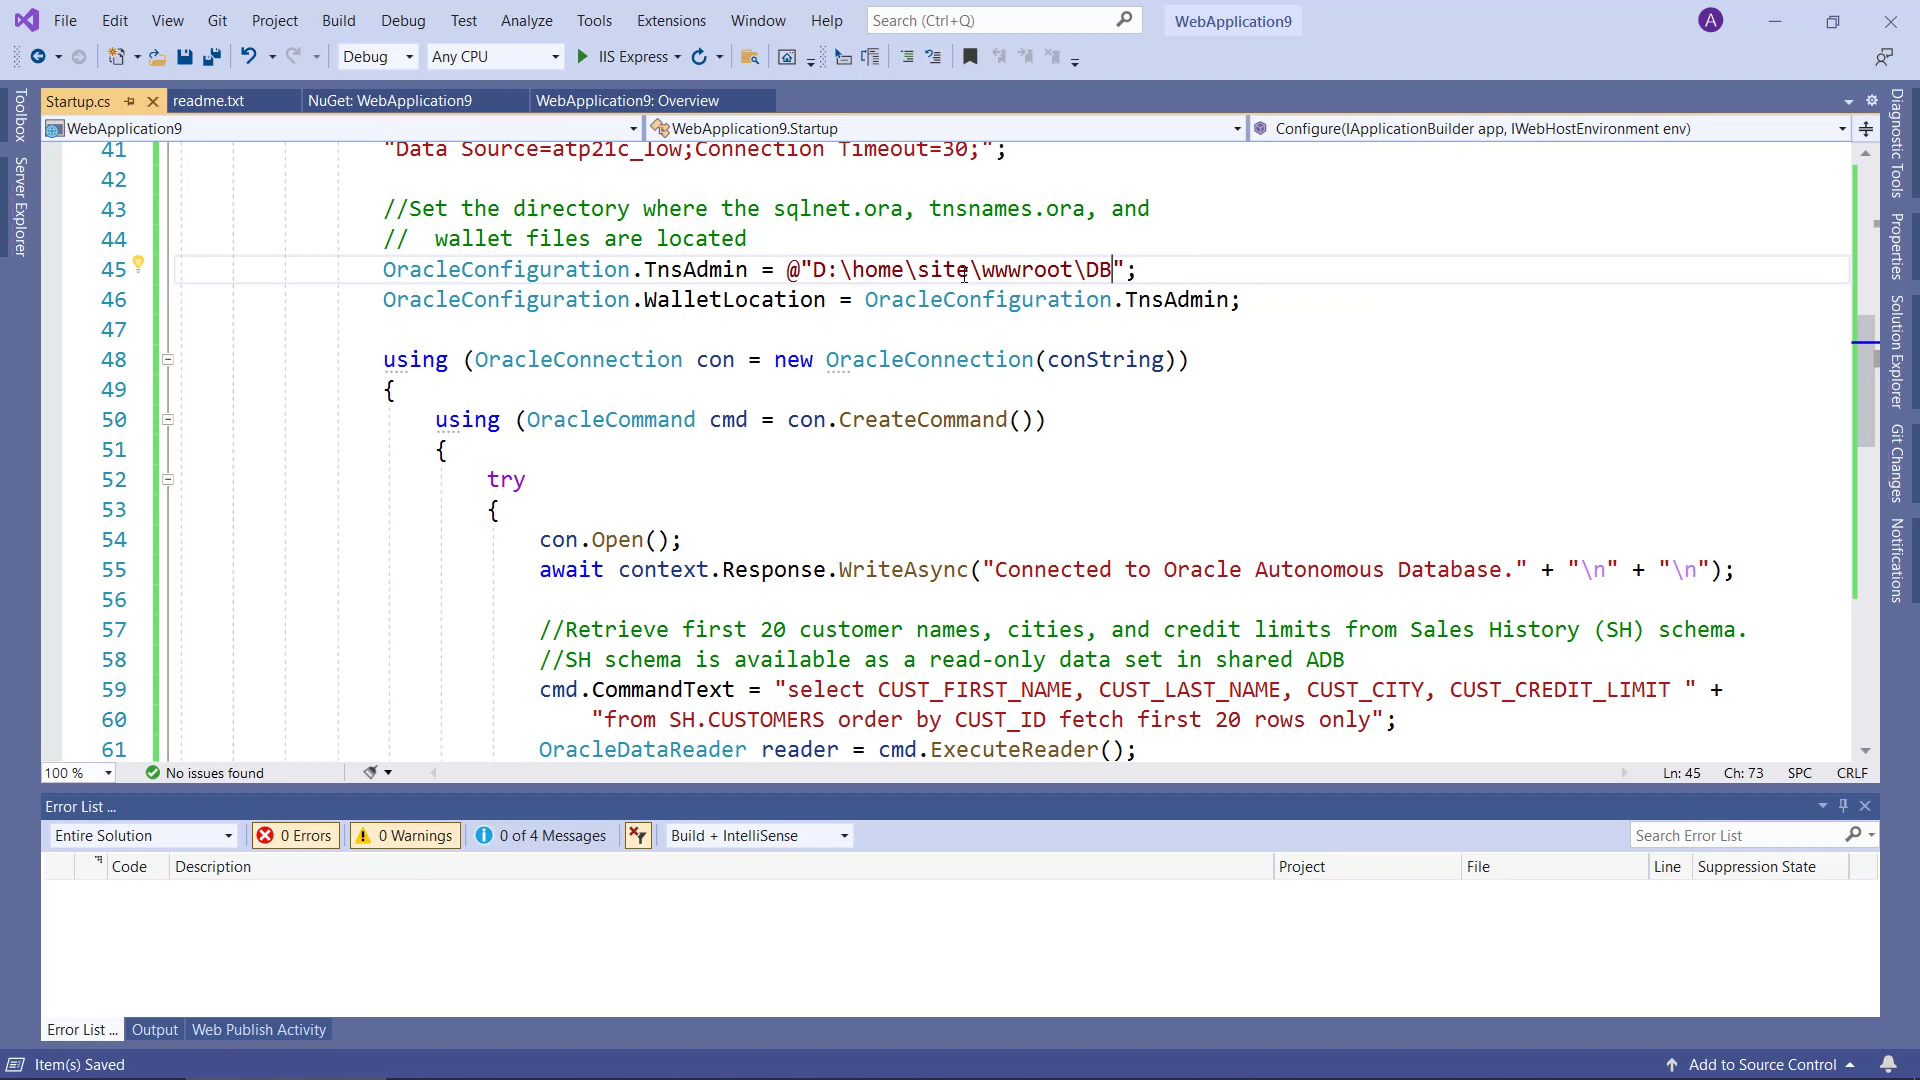 File Edit View Git Project Build Debug Test Analyze Tools Extensions Window Help Search (Ctrl+Q) WebApplication9 A
Debug Any CPU IIS Express
Startup.cs readme.txt NuGet: WebApplication9 WebApplication9: Overview
WebApplication9 WebApplication9.Startup Configure(IApplicationBuilder app, IWebHostEnvironment env)
Toolbox
Server Explorer
41 "Data Source=atp21c_low;Connection Timeout=30;";
42
43 //Set the directory where the sqlnet.ora, tnsnames.ora, and
44 //  wallet files are located
45 OracleConfiguration.TnsAdmin = @"D:\home\site\wwwroot\DB";
46 OracleConfiguration.WalletLocation = OracleConfiguration.TnsAdmin;
47
48 using (OracleConnection con = new OracleConnection(conString))
49 {
50 using (OracleCommand cmd = con.CreateCommand())
51 {
52 try
53 {
54 con.Open();
55 await context.Response.WriteAsync("Connected to Oracle Autonomous Database." + "\n" + "\n");
56
57 //Retrieve first 20 customer names, cities, and credit limits from Sales History (SH) schema.
58 //SH schema is available as a read-only data set in shared ADB
59 cmd.CommandText = "select CUST_FIRST_NAME, CUST_LAST_NAME, CUST_CITY, CUST_CREDIT_LIMIT " +
60 "from SH.CUSTOMERS order by CUST_ID fetch first 20 rows only";
61 OracleDataReader reader = cmd.ExecuteReader();
Diagnostic Tools
Properties
Solution Explorer
Git Changes
Notifications
100 % No issues found Ln: 45 Ch: 73 SPC CRLF
Error List ...
Entire Solution 0 Errors 0 Warnings 0 of 4 Messages Build + IntelliSense Search Error List
Code Description Project File Line Suppression State
Error List ... Output Web Publish Activity
Item(s) Saved Add to Source Control